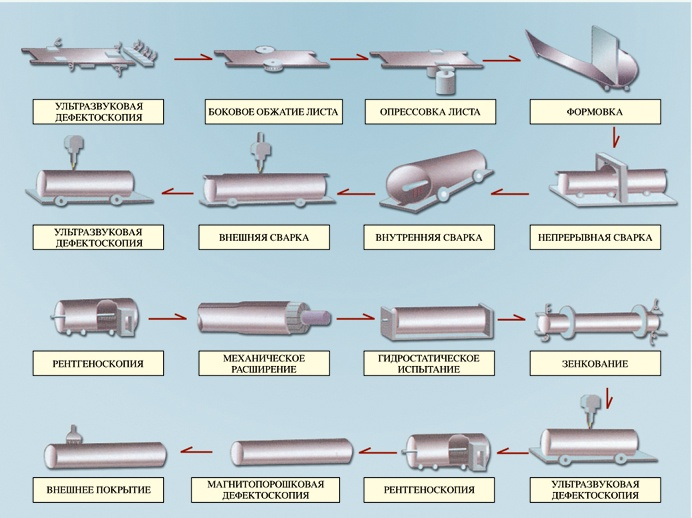 УЛЬТРАЗВУКОВАЯ
ДЕФЕКТОСКОПИЯ
БОКОВОЕ ОБЖАТИЕ ЛИСТА
ОПРЕССОВКА ЛИСТА
ФОРМОВКА
УЛЬТРАЗВУКОВАЯ
ДЕФЕКТОСКОПИЯ
ВНЕШНЯЯ СВАРКА
ВНУТРЕННЯЯ СВАРКА
НЕПРЕРЫВНАЯ СВАРКА
РЕНТГЕНОСКОПИЯ
МЕХАНИЧЕСКОЕ
РАСШИРЕНИЕ
ГИДРОСТАТИЧЕСКОЕ
ИСПЫТАНИЕ
ЗЕНКОВАНИЕ
ВНЕШНЕЕ ПОКРЫТИЕ
МАГНИТОПОРОШКОВАЯ
ДЕФЕКТОСКОПИЯ
РЕНТГЕНОСКОПИЯ
УЛЬТРАЗВУКОВАЯ
ДЕФЕКТОСКОПИЯ